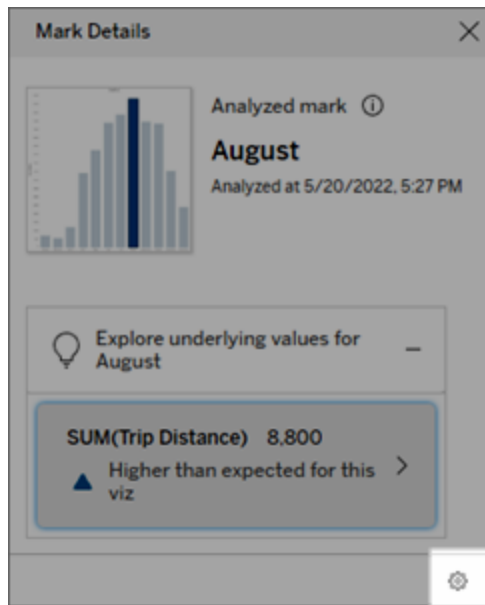 Mark Details
Analyzed mark
August
Analyzed at 5/20/2022, 5:27 PM
Explore underlying values for
August
SUM(Trip Distance) 8,800
Higher than expected for this
viz